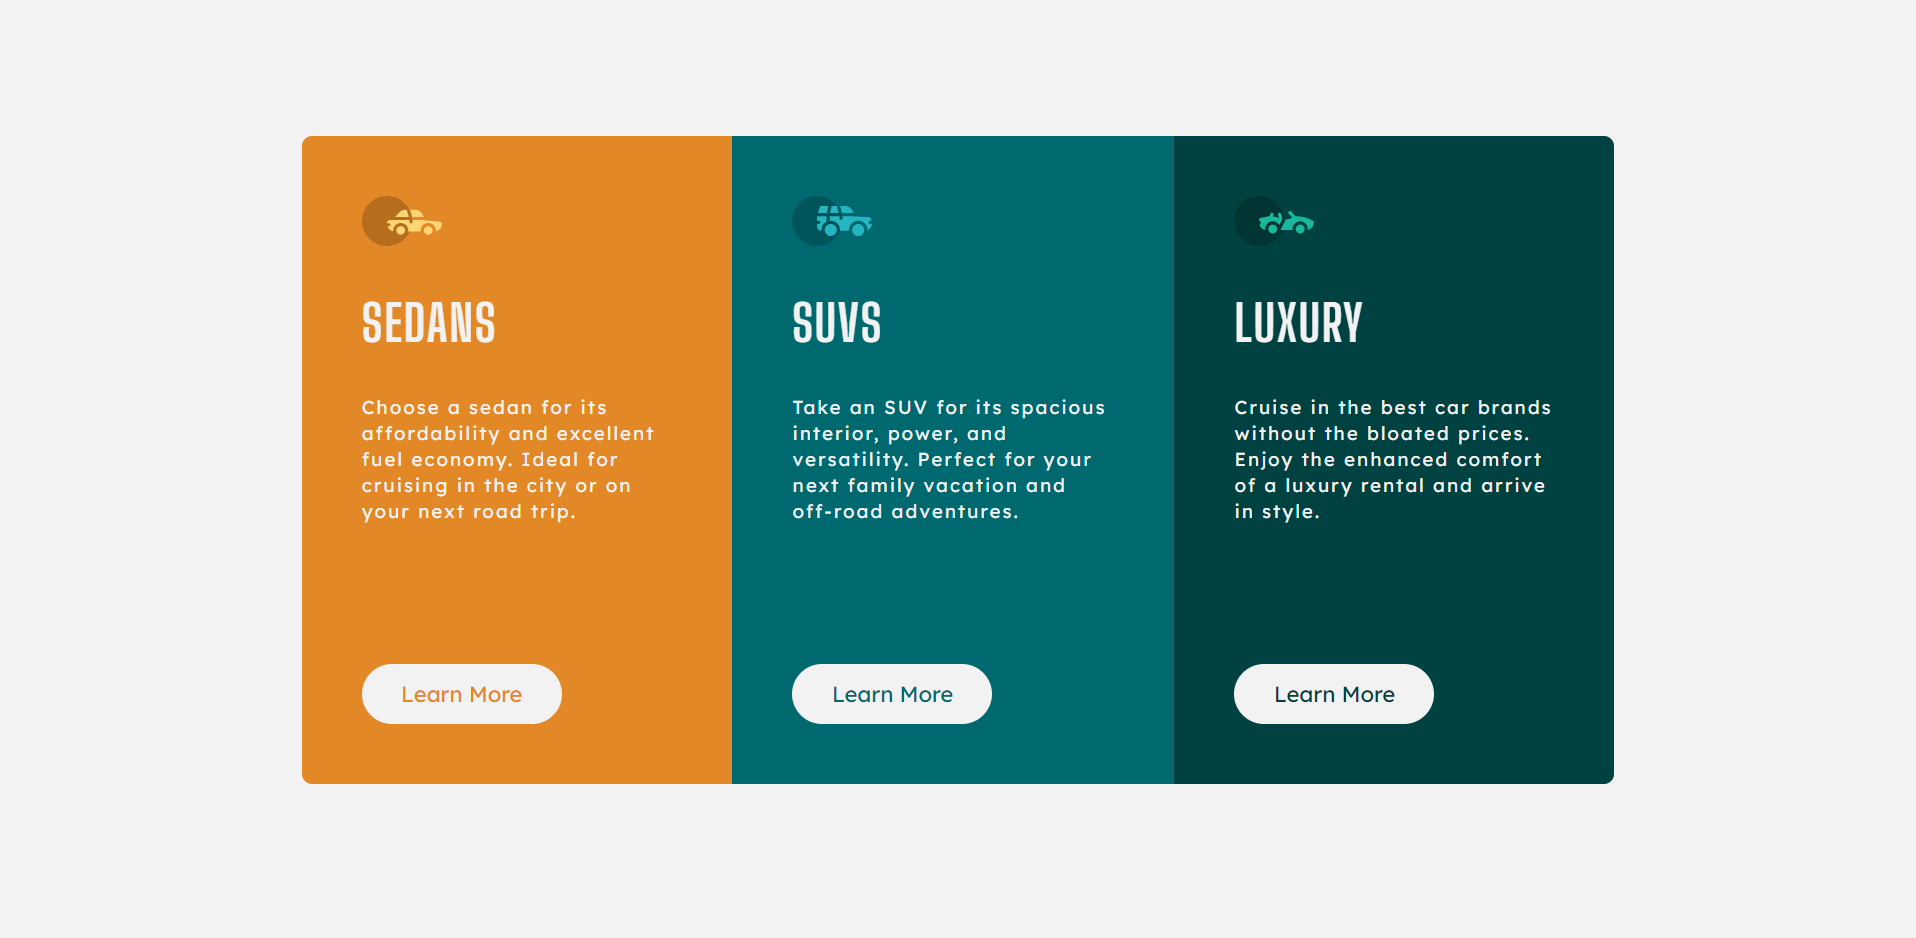 SEDANS
Choose a sedan for its
affordability and excellent
fuel economy. Ideal for
cruising in the city or on
your next road trip.
Learn More
SUVS
Take an SUV for its spacious
interior, power, and
versatility. Perfect for your
next family vacation and
off-road adventures.
Learn More
LUXURY
Cruise in the best car brands
without the bloated prices.
Enjoy the enhanced comfort
of a luxury rental and arrive
in style.
Learn More